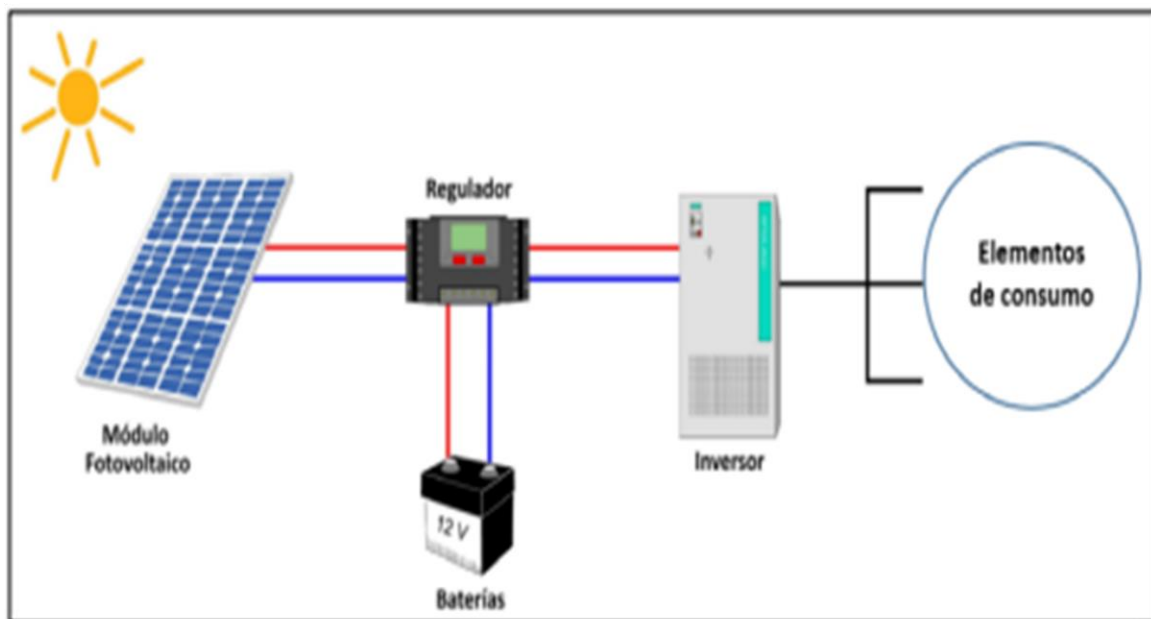 Regulador
Elementos
de consumo
Módulo
Fotovoltaico
Inversor
12 V
Baterías